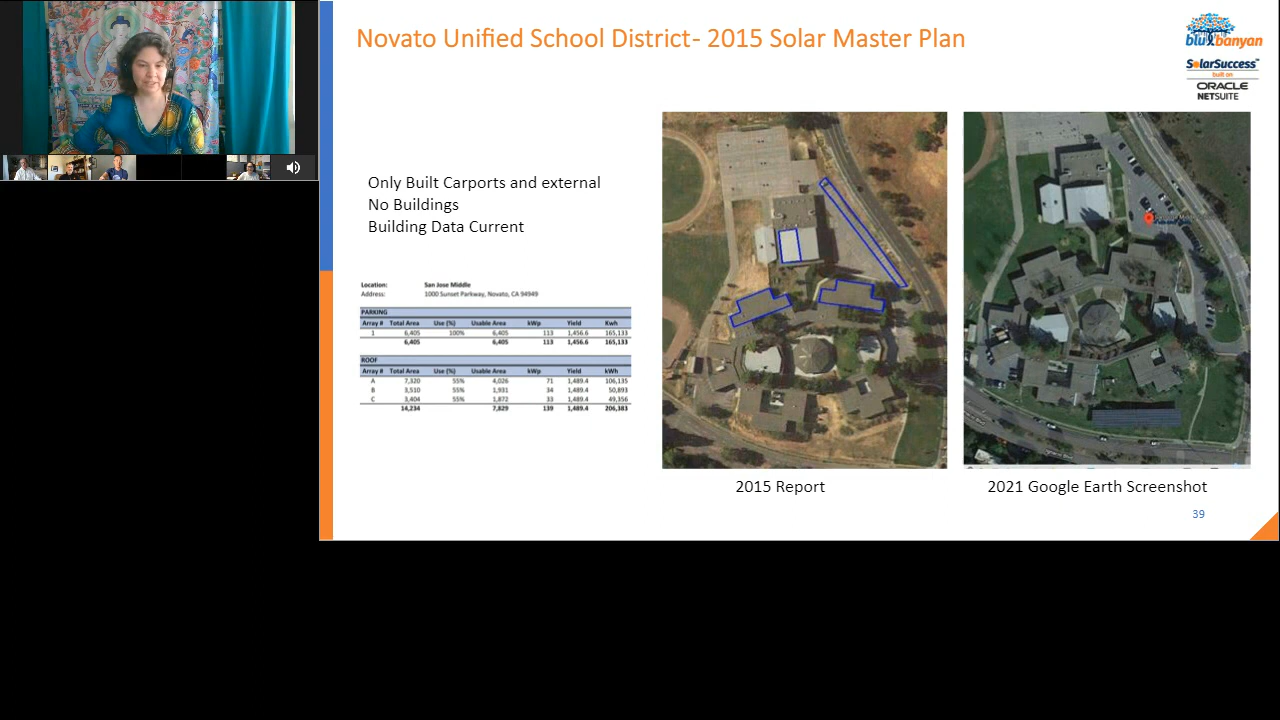 Novato Unified School District- 2015 Solar Master Plan
blu banyan
SolarSuccess™
built on
ORACLE
NETSUITE
Only Built Carports and external
No Buildings
Building Data Current
Location: San Jose Middle
Address: 1000 Sunset Parkway, Novato, CA 94949
PARKING
Array # Total Area Use (%) Usable Area kWp Yield Kwh
1 6,405 100% 6,405 113 1,456.6 165,133
6,405 6,405 113 1,456.6 165,133
ROOF
Array # Total Area Use (%) Usable Area kWp Yield kWh
A 7,320 55% 4,026 71 1,489.4 106,135
B 3,510 55% 1,931 34 1,489.4 50,893
C 3,404 55% 1,872 33 1,489.4 49,356
14,234 7,829 139 1,489.4 206,383
2015 Report
2021 Google Earth Screenshot
39